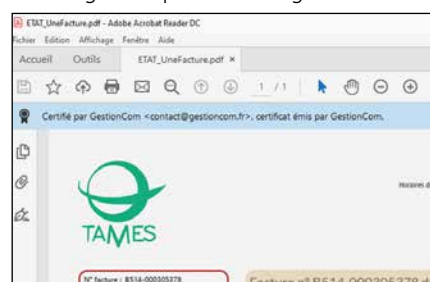 ETAT_UneFacture.pdf - Adobe Acrobat Reader DC
Fichier Edition Affichage Fenêtre Aide
Accueil Outils ETAT_UneFacture.pdf ×
1 / 1
Certifié par GestionCom <contact@gestioncom.fr>, certificat émis par GestionCom.
Horaires d
TAMES
N° facture : B514-000305378
Facture n° B514-000305378 d